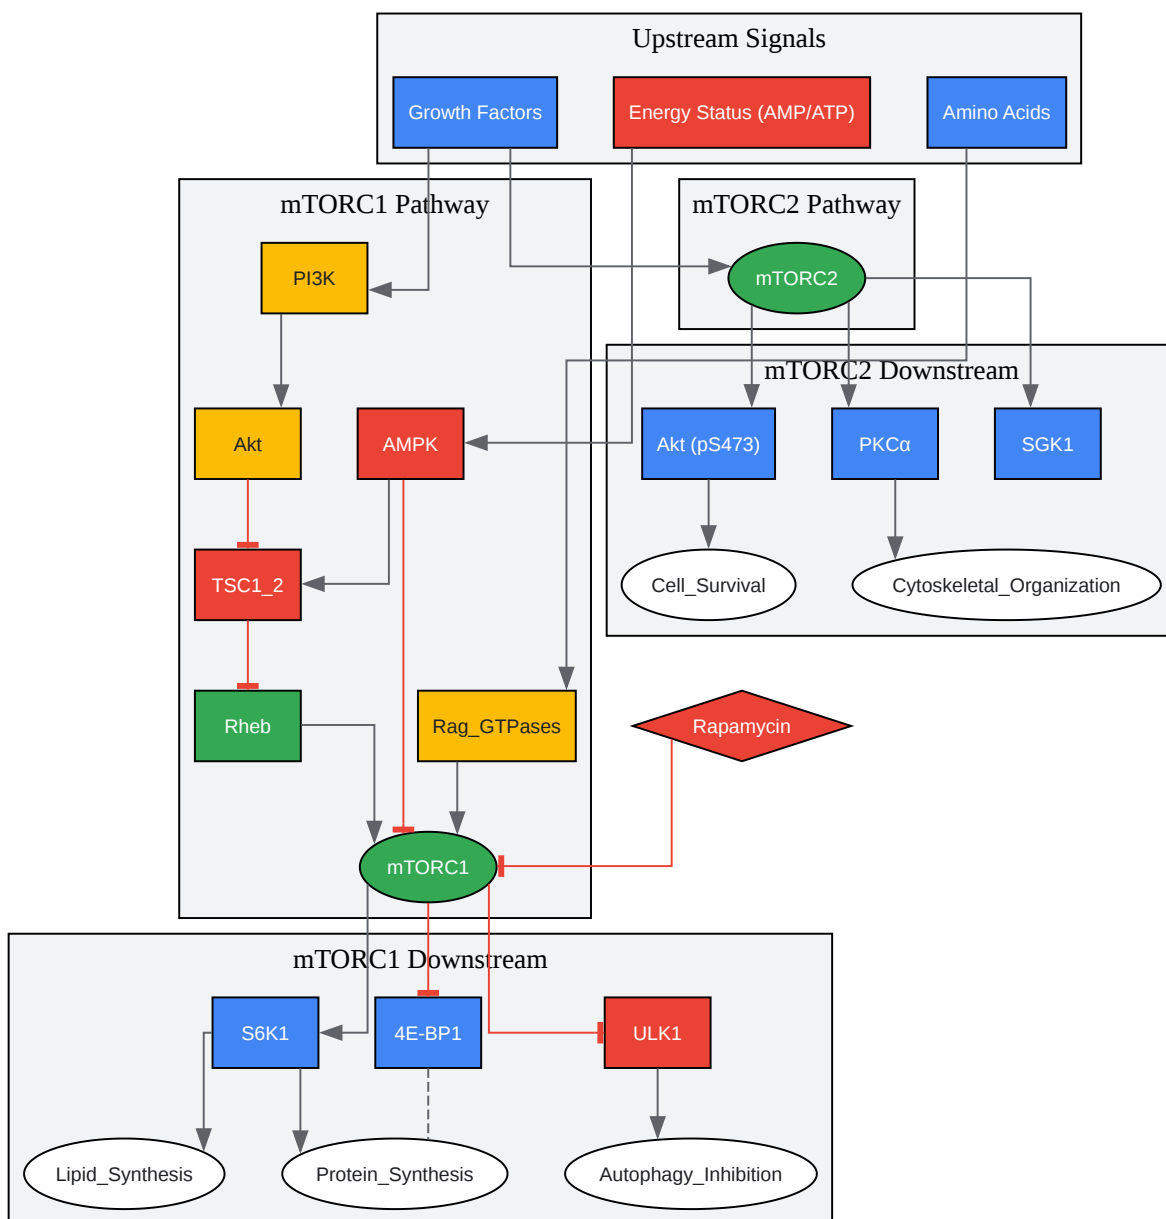 Upstream Signals
Growth Factors
Energy Status (AMP/ATP)
Amino Acids
mTORC1 Pathway
mTORC2 Pathway
PI3K
mTORC2
mTORC2 Downstream
Akt
AMPK
Akt (pS473)
PKCα
SGK1
TSC1_2
Cell_Survival
Cytoskeletal_Organization
Rheb
Rag_GTPases
Rapamycin
mTORC1
mTORC1 Downstream
S6K1
4E-BP1
ULK1
Lipid_Synthesis
Protein_Synthesis
Autophagy_Inhibition